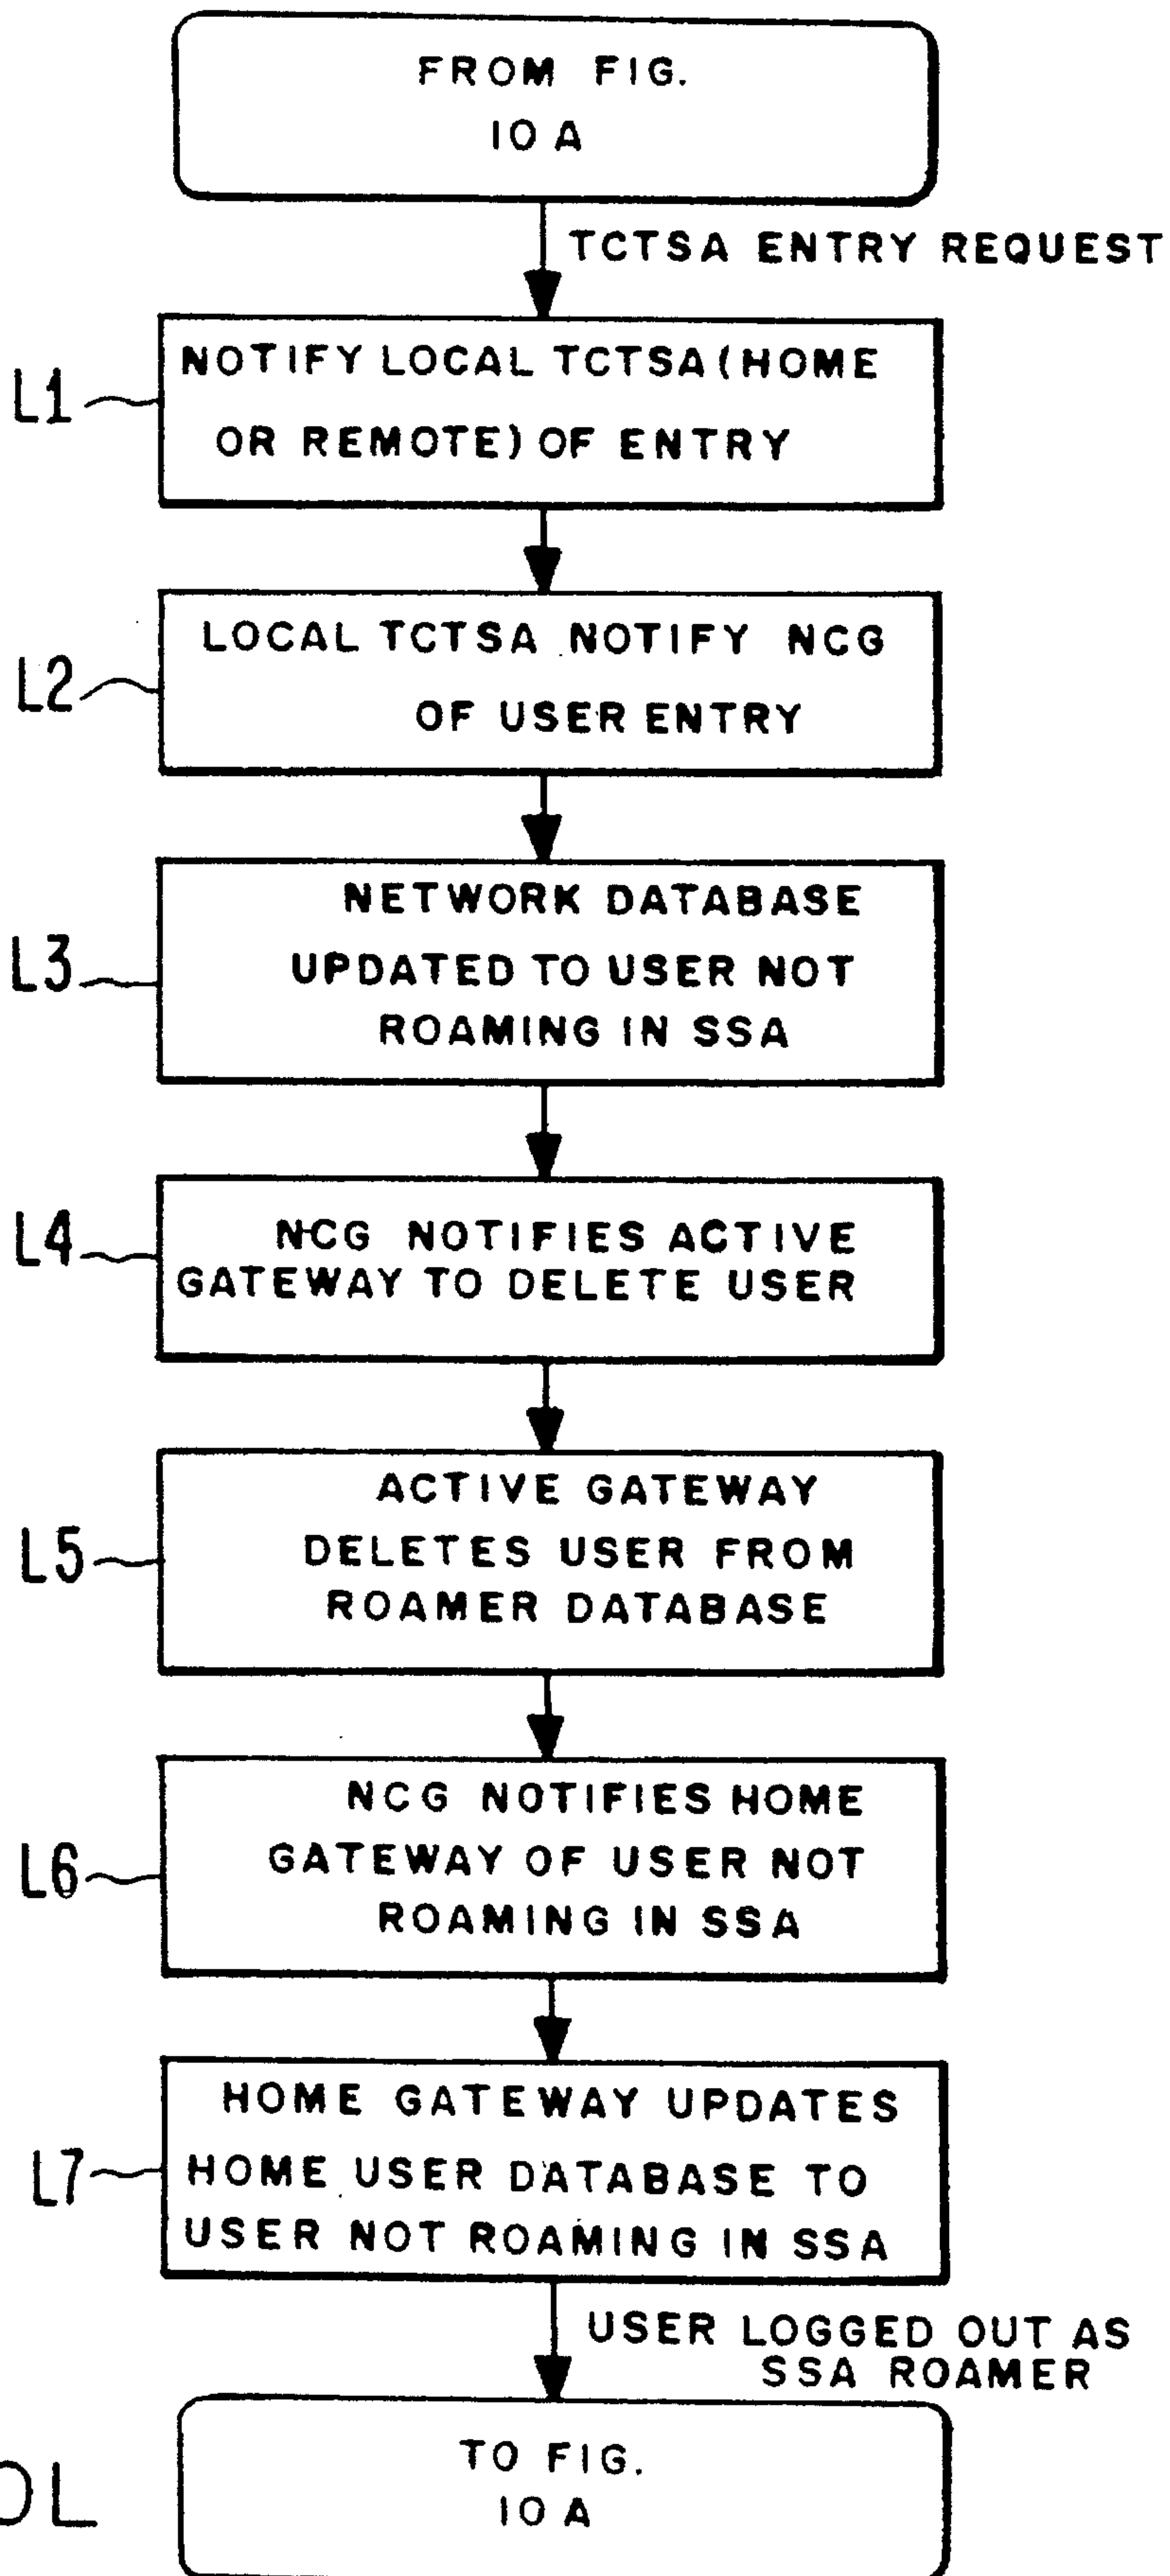 FROM FIG.
10 A
TCTSA ENTRY REQUEST
L1
NOTIFY LOCAL TCTSA (HOME
OR REMOTE) OF ENTRY
L2
LOCAL TCTSA NOTIFY NCG
OF USER ENTRY
L3
NETWORK DATABASE
UPDATED TO USER NOT
ROAMING IN SSA
L4
NCG NOTIFIES ACTIVE
GATEWAY TO DELETE USER
L5
ACTIVE GATEWAY
DELETES USER FROM
ROAMER DATABASE
L6
NCG NOTIFIES HOME
GATEWAY OF USER NOT
ROAMING IN SSA
L7
HOME GATEWAY UPDATES
HOME USER DATABASE TO
USER NOT ROAMING IN SSA
USER LOGGED OUT AS
SSA ROAMER
TO FIG.
10 A